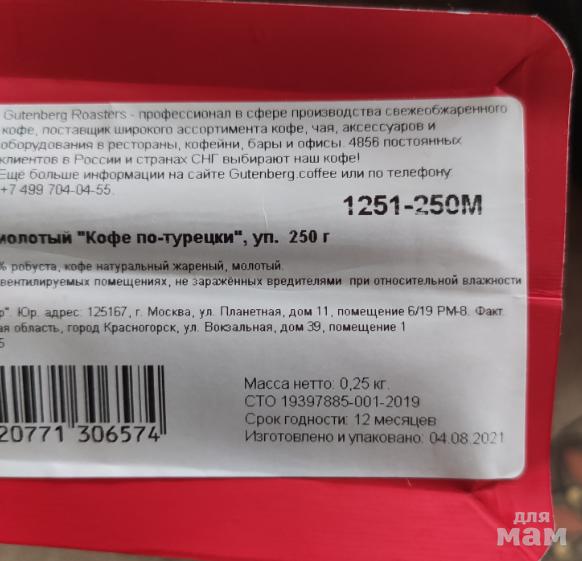 Gutenberg Roasters - профессионал в сфере производства свежеобжаренного
кофе, поставщик широкого ассортимента кофе, чая, аксессуаров и
оборудования в рестораны, кофейни, бары и офисы. 4856 постоянных
клиентов в России и странах СНГ выбирают наш кофе!
Ещё больше информации на сайте Gutenberg.coffee или по телефону
+7 499 704-04-55.
1251-250М
молотый "Кофе по-турецки", уп. 250 г
% робуста, кофе натуральный жареный, молотый.
вентилируемых помещениях, не заражённых вредителями при относительной влажности
р". Юр. адрес: 125167, г. Москва, ул. Планетная, дом 11, помещение 6/19 РМ-8. Факт.
ая область, город Красногорск, ул. Вокзальная, дом 39, помещение 1
5
Масса нетто: 0,25 кг.
СТО 19397885-001-2019
Срок годности: 12 месяцев
Изготовлено и упаковано: 04.08.2021
20771 306574
для
мам